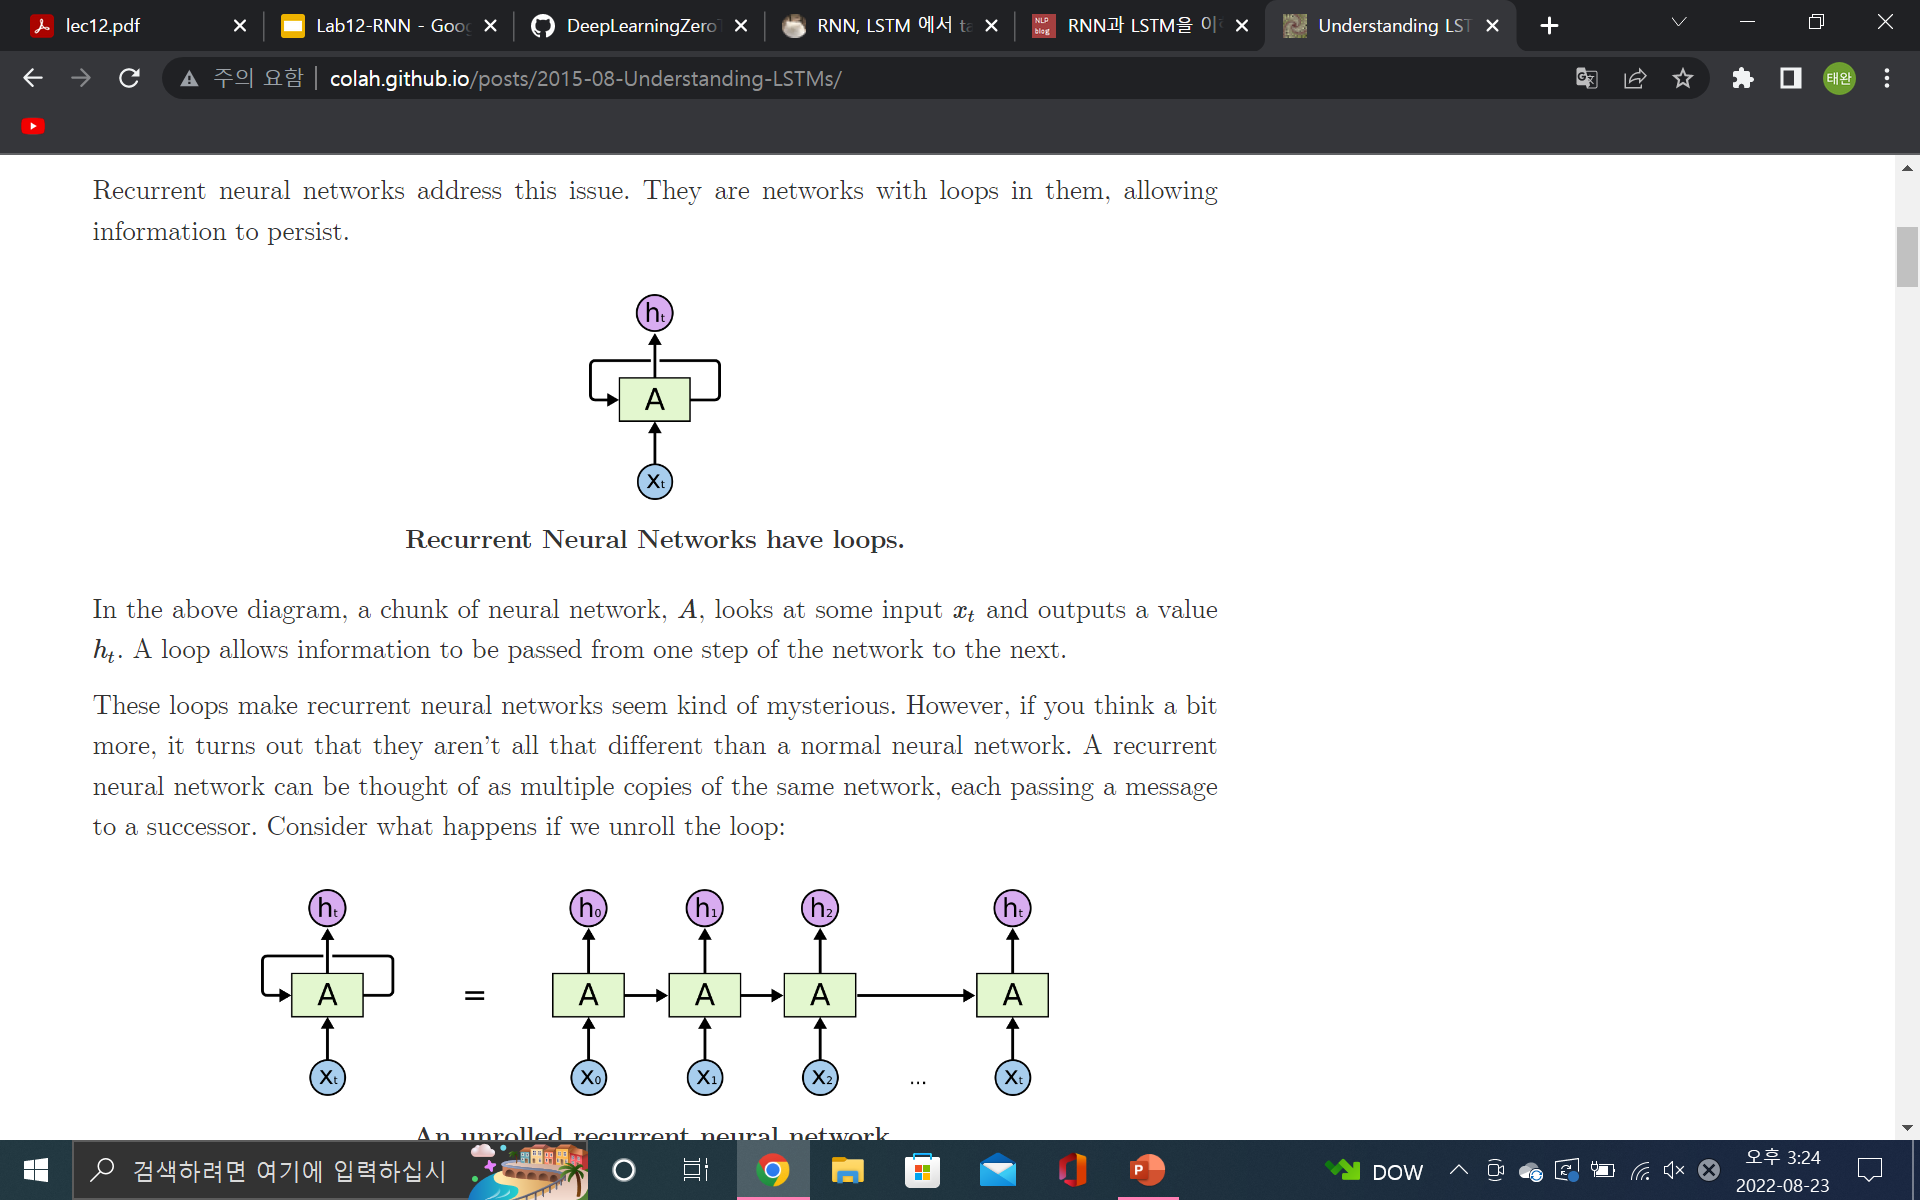 lec12.pdf
Lab12-RNN - Goo
DeepLearningZero
RNN, LSTM 에서 ta
NLP
blog
RNN과 LSTM을 이
Understanding LST
주의 요함
colah.github.io/posts/2015-08-Understanding-LSTMs/
태완
Recurrent neural networks address this issue. They are networks with loops in them, allowing
information to persist.
ht
A
xt
Recurrent Neural Networks have loops.
In the above diagram, a chunk of neural network, A, looks at some input xt and outputs a value
ht. A loop allows information to be passed from one step of the network to the next.
These loops make recurrent neural networks seem kind of mysterious. However, if you think a bit
more, it turns out that they aren't all that different than a normal neural network. A recurrent
neural network can be thought of as multiple copies of the same network, each passing a message
to a successor. Consider what happens if we unroll the loop:
ht h0 h1 h2 ht
A = A A A A
xt x0 x1 x2 ... xt
An unrolled recurrent neural network
검색하려면 여기에 입력하십시
P
DOW
오후 3:24
2022-08-23